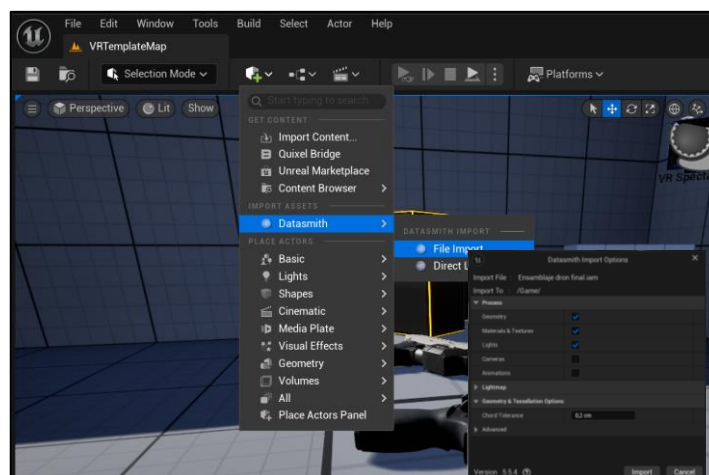 File Edit Window Tools Build Select Actor Help
VRTemplateMap
Selection Mode
Platforms
Perspective Lit Show
Start typing to search
GET CONTENT
Import Content...
Quixel Bridge
Unreal Marketplace
Content Browser
IMPORT ASSETS
Datasmith
PLACE ACTORS
Basic
Lights
Shapes
Cinematic
Media Plate
Visual Effects
Geometry
Volumes
All
Place Actors Panel
DATASMITH IMPORT
File Import
Direct
VR
Datasmith Import Options
Import File : Ensamblaje dron final.iam
Import To : /Game/
Process
Geometry
Materials & Textures
Lights
Cameras
Animations
Lightmap
Geometry & Tessellation Options
Chord Tolerance 0,2 cm
Advanced
Version 5.5.4
Import Cancel